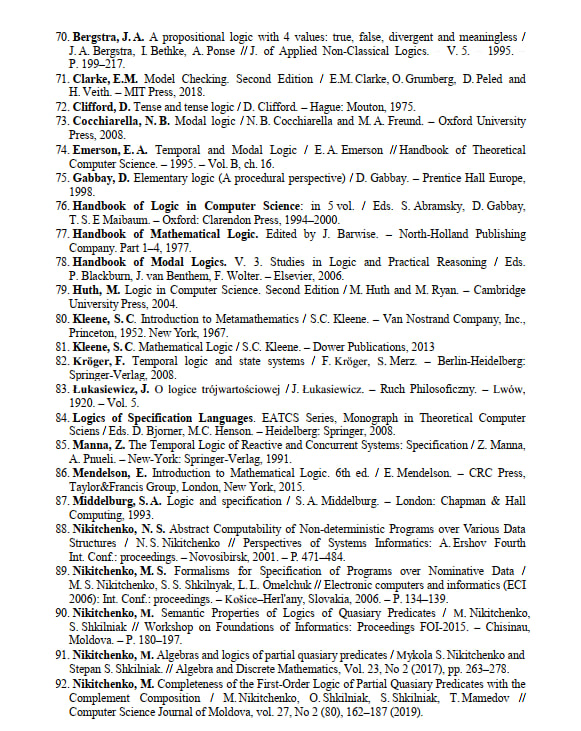 70. Bergstra, J. A. A propositional logic with 4 values: true, false, divergent and meaningless /
J. A. Bergstra, I. Bethke, A. Ponse // J. of Applied Non-Classical Logics. V. 5. 1995.
P. 199–217.
71. Clarke, E.M. Model Checking. Second Edition / E.M. Clarke, O. Grumberg, D. Peled and
H. Veith. – MIT Press, 2018.
72. Clifford, D. Tense and tense logic / D. Clifford. – Hague: Mouton, 1975.
73. Cocchiarella, N. B. Modal logic / N. B. Cocchiarella and M. A. Freund. – Oxford University
Press, 2008.
74. Emerson, E. A. Temporal and Modal Logic / E. A. Emerson // Handbook of Theoretical
Computer Science. – 1995. – Vol. B, ch. 16.
75. Gabbay, D. Elementary logic (A procedural perspective) / D. Gabbay. – Prentice Hall Europe,
1998.
76. Handbook of Logic in Computer Science: in 5 vol. / Eds. S. Abramsky, D. Gabbay,
T. S. E Maibaum. – Oxford: Clarendon Press, 1994–2000.
77. Handbook of Mathematical Logic. Edited by J. Barwise. – North-Holland Publishing
Company. Part 1–4, 1977.
78. Handbook of Modal Logics. V. 3. Studies in Logic and Practical Reasoning / Eds.
P. Blackburn, J. van Benthem, F. Wolter. – Elsevier, 2006.
79. Huth, M. Logic in Computer Science. Second Edition / M. Huth and M. Ryan. – Cambridge
University Press, 2004.
80. Kleene, S. C. Introduction to Metamathematics / S.C. Kleene. – Van Nostrand Company, Inc.,
Princeton, 1952. New York, 1967.
81. Kleene, S. C. Mathematical Logic / S.C. Kleene. – Dower Publications, 2013
82. Kröger, F. Temporal logic and state systems / F. Kröger, S. Merz. – Berlin-Heidelberg:
Springer-Verlag, 2008.
83. Łukasiewicz, J. O logice trójwartościowej / J. Łukasiewicz. – Ruch Philosoficzny. – Lwów,
1920. – Vol. 5.
84. Logics of Specification Languages. EATCS Series, Monograph in Theoretical Computer
Sciens / Eds. D. Bjorner, M.C. Henson. – Heidelberg: Springer, 2008.
85. Manna, Z. The Temporal Logic of Reactive and Concurrent Systems: Specification / Z. Manna,
A. Pnueli. – New-York: Springer-Verlag, 1991.
86. Mendelson, E. Introduction to Mathematical Logic. 6th ed. / E. Mendelson. – CRC Press,
Taylor&Francis Group, London, New York, 2015.
87. Middelburg, S. A. Logic and specification / S. A. Middelburg. – London: Chapman & Hall
Computing, 1993.
88. Nikitchenko, N. S. Abstract Computability of Non-deterministic Programs over Various Data
Structures / N. S. Nikitchenko // Perspectives of Systems Informatics: A. Ershov Fourth
Int. Conf.: proceedings. – Novosibirsk, 2001. – P. 471–484.
89. Nikitchenko, M. S. Formalisms for Specification of Programs over Nominative Data /
M. S. Nikitchenko, S. S. Shkilnyak, L. L. Omelchuk // Electronic computers and informatics (ECI
2006): Int. Conf.: proceedings. – Košice–Herl'any, Slovakia, 2006. – P. 134–139.
90. Nikitchenko, M. Semantic Properties of Logics of Quasiary Predicates / M. Nikitchenko,
S. Shkilniak // Workshop on Foundations of Informatics: Proceedings FOI-2015. – Chisinau,
Moldova. – P. 180–197.
91. Nikitchenko, M. Algebras and logics of partial quasiary predicates / Mykola S. Nikitchenko and
Stepan S. Shkilniak. // Algebra and Discrete Mathematics, Vol. 23, No 2 (2017), pp. 263–278.
92. Nikitchenko, M. Completeness of the First-Order Logic of Partial Quasiary Predicates with the
Complement Composition / M. Nikitchenko, O. Shkilniak, S. Shkilniak, T. Mamedov //
Computer Science Journal of Moldova, vol. 27, No 2 (80), 162–187 (2019).